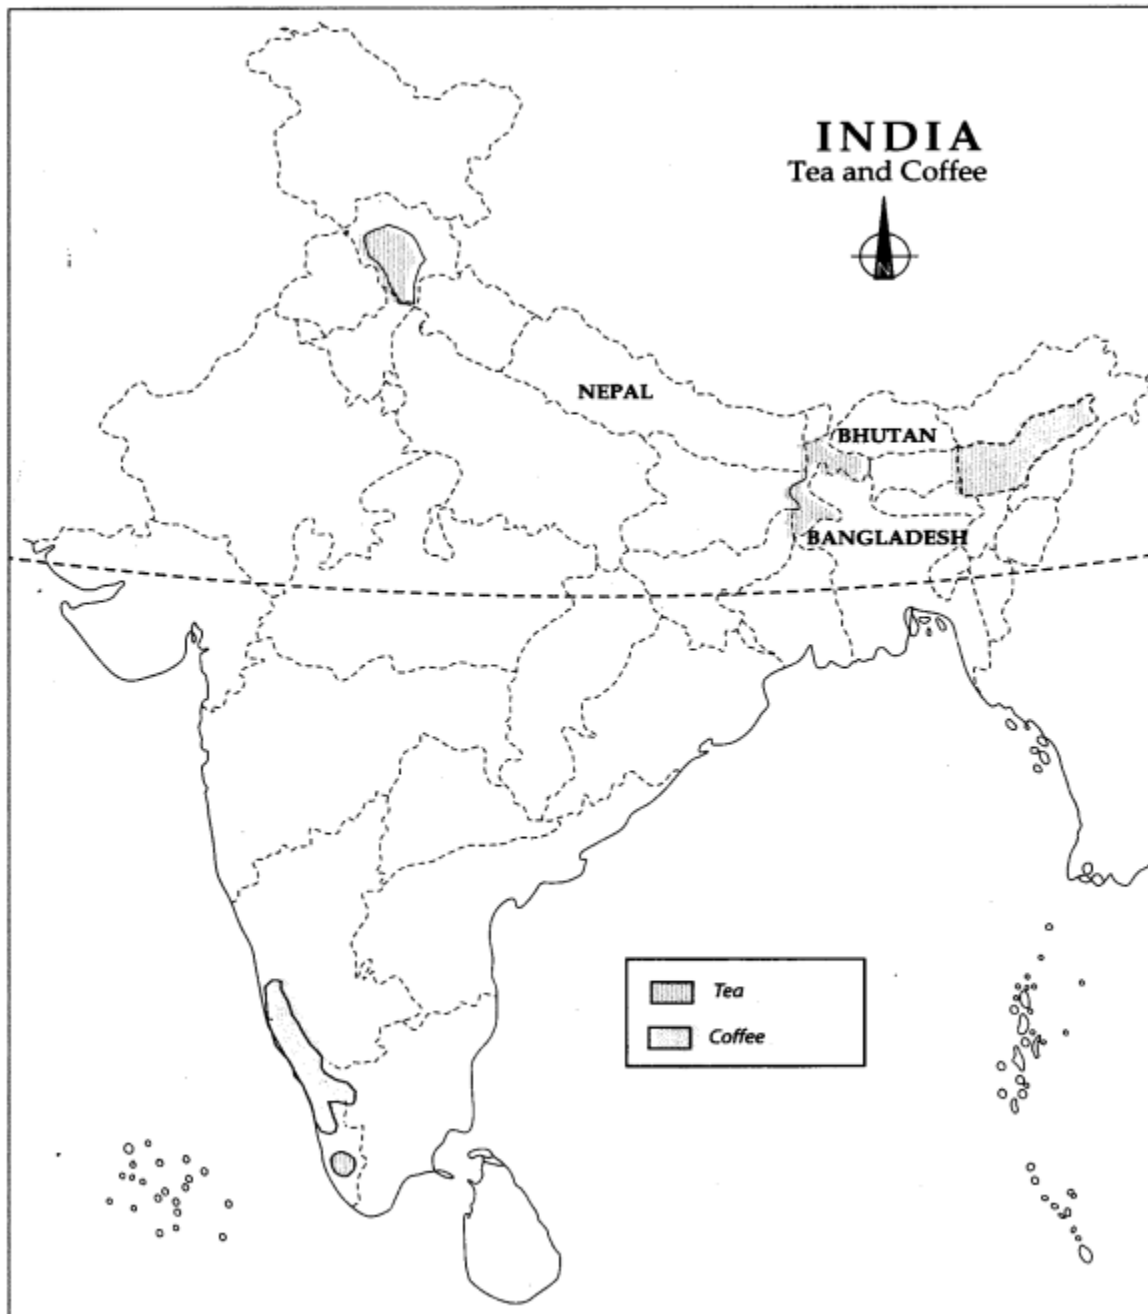 INDIA
Tea and Coffee
N
NEPAL
BHUTAN
BANGLADESH
Tea
Coffee